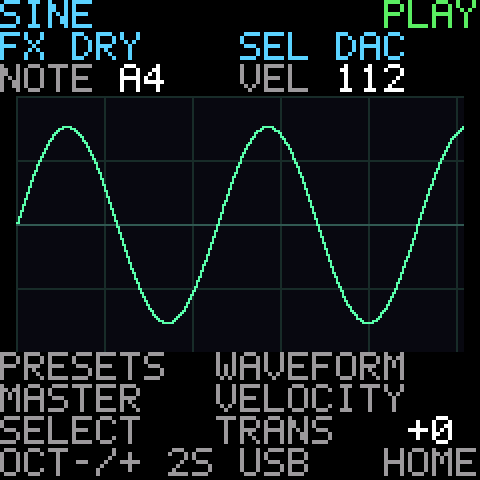 SINE PLAY
FX DRY SEL DAC
NOTE A4 VEL 112
PRESETS WAVEFORM
MASTER VELOCITY
SELECT TRANS +0
OCT-/+ 2S USB HOME